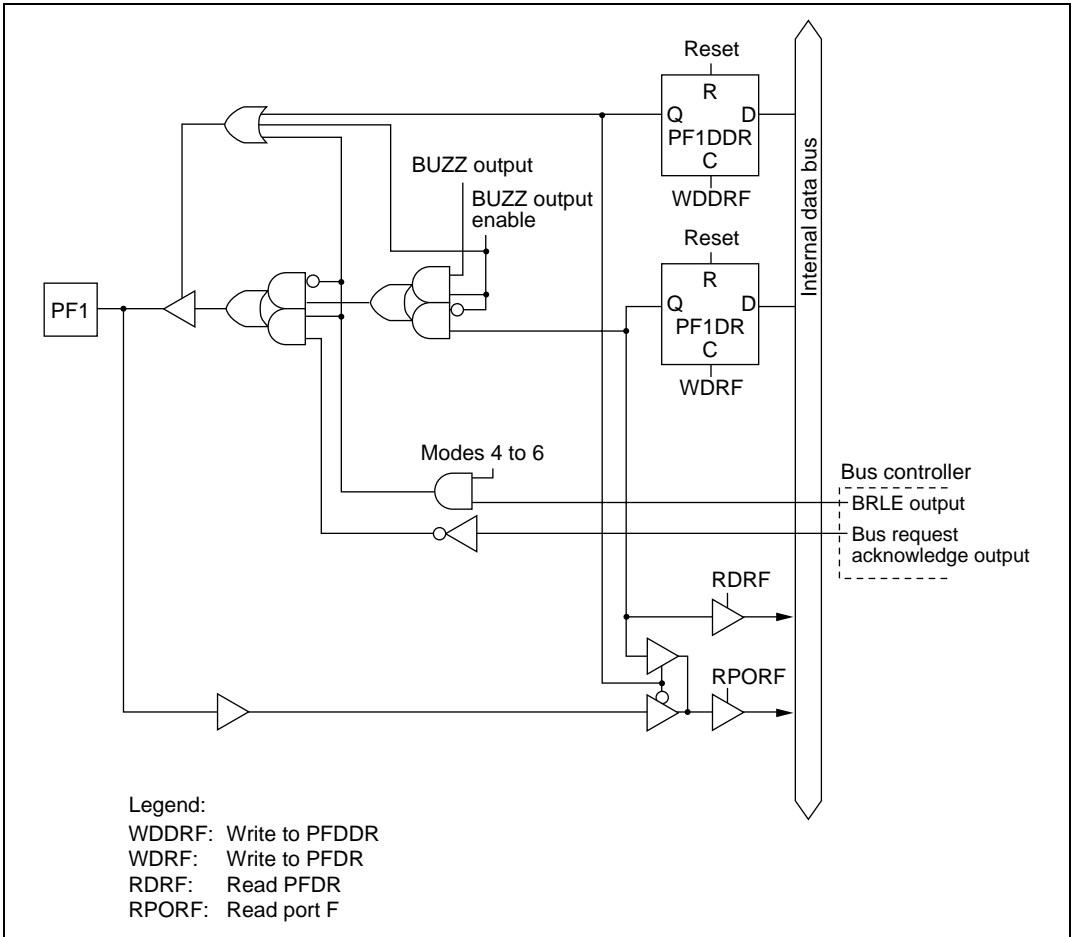 Reset
R
Q D
PF1DDR
C
WDDRF
Internal data bus
BUZZ output
BUZZ output
enable
Reset
R
Q D
PF1DR
C
WDRF
PF1
Modes 4 to 6
Bus controller
BRLE output
Bus request
acknowledge output
RDRF
RPORF
Legend:
WDDRF: Write to PFDDR
WDRF: Write to PFDR
RDRF: Read PFDR
RPORF: Read port F